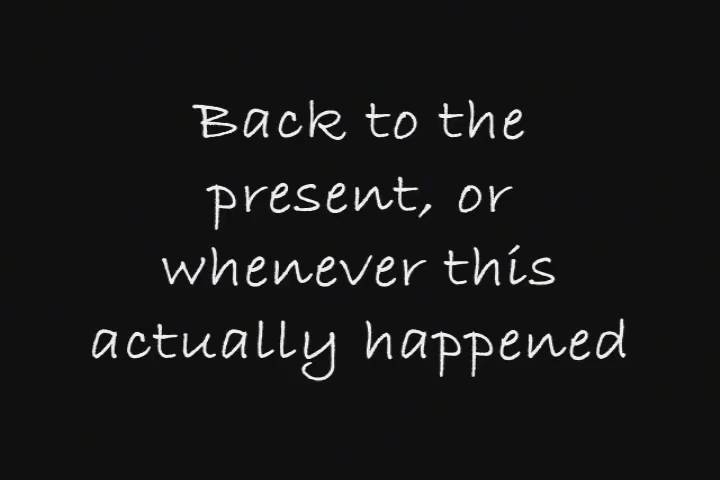 Back to the
present, or
whenever this
actually happened